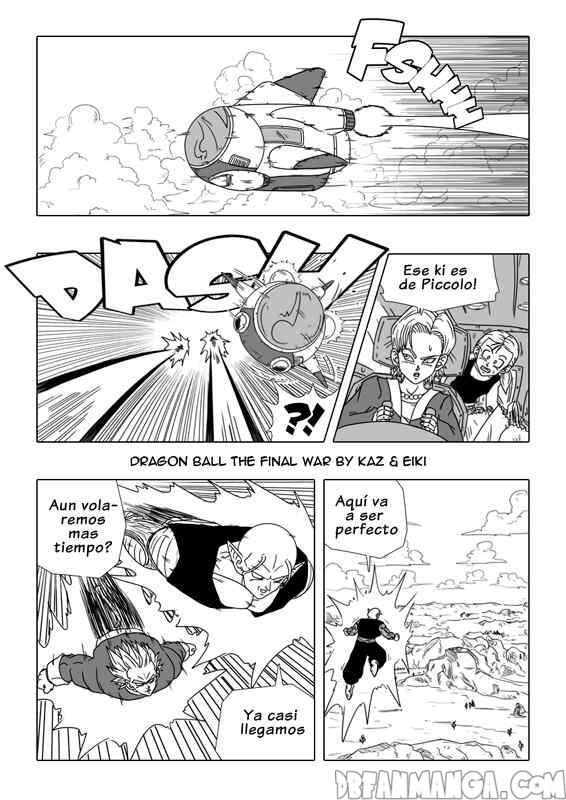 FSHHH
DASH
Ese ki es
de Piccolo!
?!
DRAGON BALL THE FINAL WAR BY KAZ & EIKI
Aun vola-
remos
mas
tiempo?
Ya casi
llegamos
Aquí va
a ser
perfecto
DBFANMANGA.COM